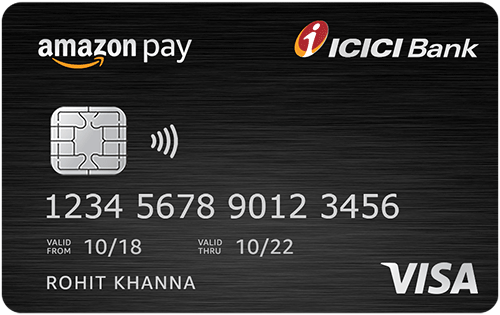 amazon pay
ICICI Bank
1234 5678 9012 3456
VALID FROM 10/18 VALID THRU 10/22
ROHIT KHANNA
VISA